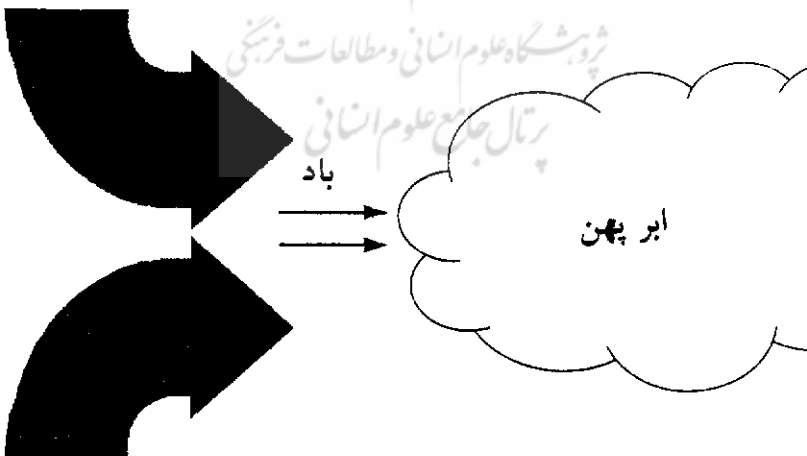 پژوهشگاه علوم انسانی و مطالعات فرهنگی
پرتال جامع علوم انسانی
باد
ابر پهن